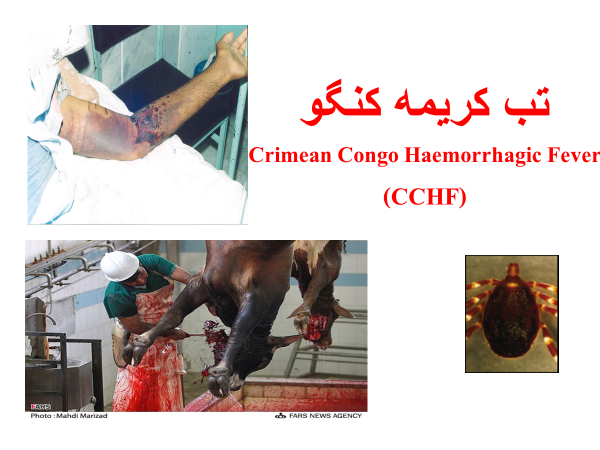 تب کریمه کنگو
Crimean Congo Haemorrhagic Fever
(CCHF)
FARS
Photo : Mahdi Marizad
FARS NEWS AGENCY